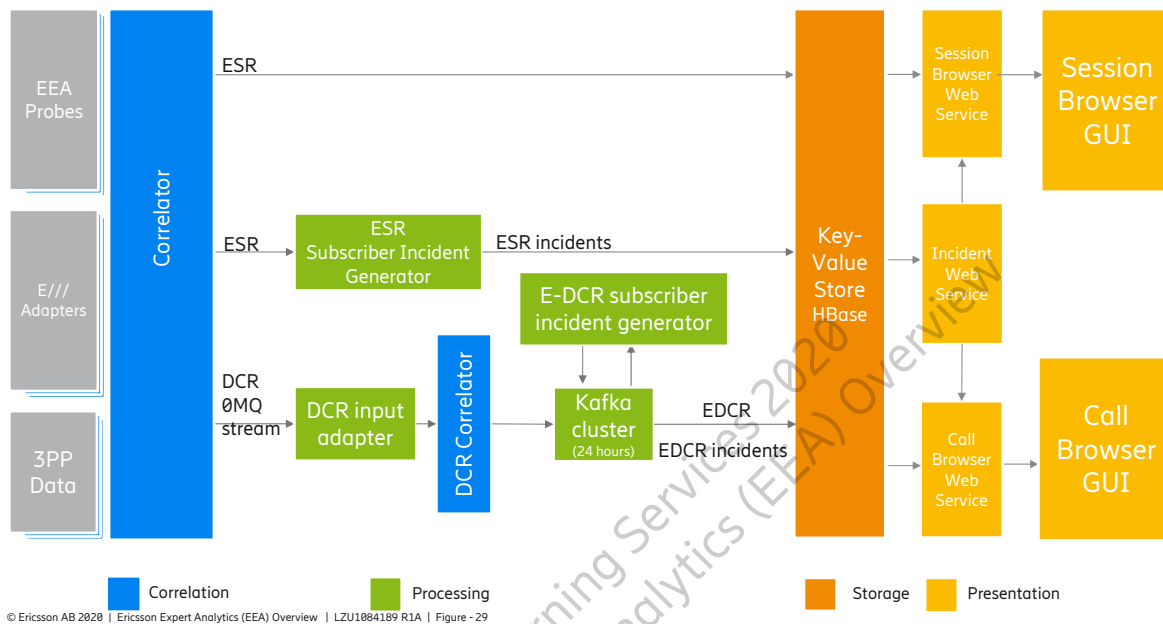 EEA
Probes
E///
Adapters
3PP
Data
Correlator
ESR
ESR
DCR
0MQ
stream
ESR
Subscriber Incident
Generator
ESR incidents
E-DCR subscriber
incident generator
DCR input
adapter
DCR Correlator
Kafka
cluster
(24 hours)
EDCR
EDCR incidents
Key-
Value
Store
HBase
Session
Browser
Web
Service
Session
Browser
GUI
Incident
Web
Service
Call
Browser
Web
Service
Call
Browser
GUI
rning Services 2020
nalytics (EEA) Overview
Correlation
Processing
Storage
Presentation
© Ericsson AB 2020 | Ericsson Expert Analytics (EEA) Overview | LZU1084189 R1A | Figure - 29